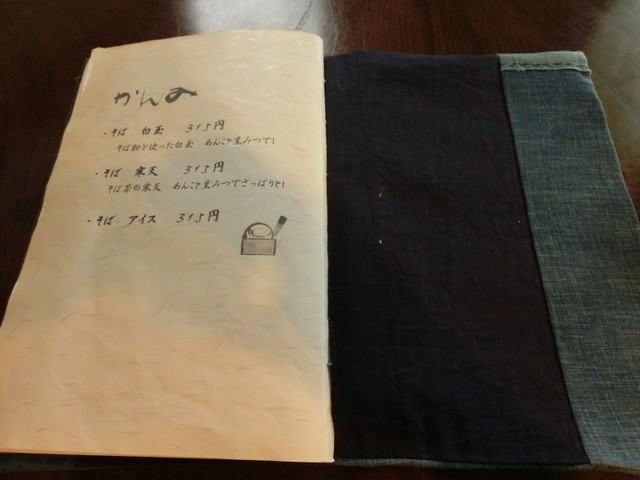 かんみ
・そば 白玉 315円
そば粉を使った白玉 あんこと黒みつで！
・そば 寒天 315円
そば茶の寒天 あんこと黒みつでさっぱりと！
・そば アイス 315円